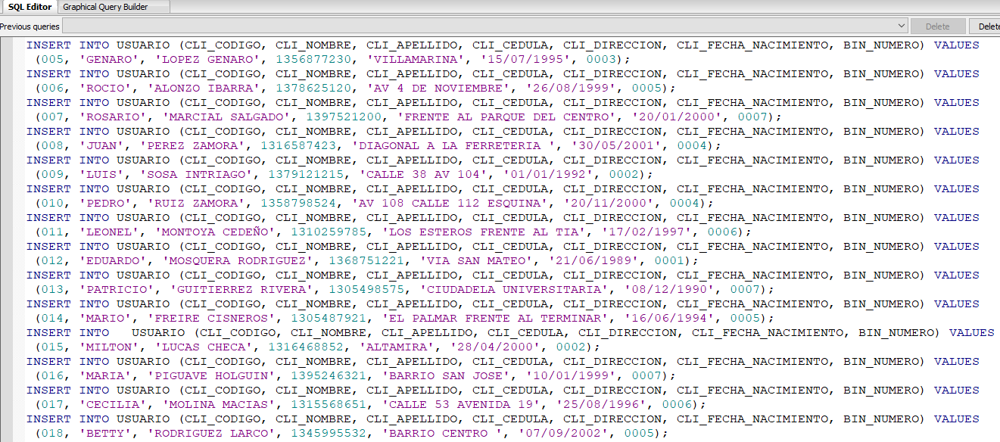 SQL Editor Graphical Query Builder
Previous queries Delete Delete
INSERT INTO USUARIO (CLI_CODIGO, CLI_NOMBRE, CLI_APELLIDO, CLI_CEDULA, CLI_DIRECCION, CLI_FECHA_NACIMIENTO, BIN_NUMERO) VALUES
(005, 'GENARO', 'LOPEZ GENARO', 1356877230, 'VILLAMARINA', '15/07/1995', 0003);
INSERT INTO USUARIO (CLI_CODIGO, CLI_NOMBRE, CLI_APELLIDO, CLI_CEDULA, CLI_DIRECCION, CLI_FECHA_NACIMIENTO, BIN_NUMERO) VALUES
(006, 'ROCIO', 'ALONZO IBARRA', 1378625120, 'AV 4 DE NOVIEMBRE', '26/08/1999', 0005);
INSERT INTO USUARIO (CLI_CODIGO, CLI_NOMBRE, CLI_APELLIDO, CLI_CEDULA, CLI_DIRECCION, CLI_FECHA_NACIMIENTO, BIN_NUMERO) VALUES
(007, 'ROSARIO', 'MARCIAL SALGADO', 1397521200, 'FRENTE AL PARQUE DEL CENTRO', '20/01/2000', 0007);
INSERT INTO USUARIO (CLI_CODIGO, CLI_NOMBRE, CLI_APELLIDO, CLI_CEDULA, CLI_DIRECCION, CLI_FECHA_NACIMIENTO, BIN_NUMERO) VALUES
(008, 'JUAN', 'PEREZ ZAMORA', 1316587423, 'DIAGONAL A LA FERRETERIA ', '30/05/2001', 0004);
INSERT INTO USUARIO (CLI_CODIGO, CLI_NOMBRE, CLI_APELLIDO, CLI_CEDULA, CLI_DIRECCION, CLI_FECHA_NACIMIENTO, BIN_NUMERO) VALUES
(009, 'LUIS', 'SOSA INTRIAGO', 1379121215, 'CALLE 38 AV 104', '01/01/1992', 0002);
INSERT INTO USUARIO (CLI_CODIGO, CLI_NOMBRE, CLI_APELLIDO, CLI_CEDULA, CLI_DIRECCION, CLI_FECHA_NACIMIENTO, BIN_NUMERO) VALUES
(010, 'PEDRO', 'RUIZ ZAMORA', 1358798524, 'AV 108 CALLE 112 ESQUINA', '20/11/2000', 0004);
INSERT INTO USUARIO (CLI_CODIGO, CLI_NOMBRE, CLI_APELLIDO, CLI_CEDULA, CLI_DIRECCION, CLI_FECHA_NACIMIENTO, BIN_NUMERO) VALUES
(011, 'LEONEL', 'MONTOYA CEDEÑO', 1310259785, 'LOS ESTEROS FRENTE AL TIA', '17/02/1997', 0006);
INSERT INTO USUARIO (CLI_CODIGO, CLI_NOMBRE, CLI_APELLIDO, CLI_CEDULA, CLI_DIRECCION, CLI_FECHA_NACIMIENTO, BIN_NUMERO) VALUES
(012, 'EDUARDO', 'MOSQUERA RODRIGUEZ', 1368751221, 'VIA SAN MATEO', '21/06/1989', 0001);
INSERT INTO USUARIO (CLI_CODIGO, CLI_NOMBRE, CLI_APELLIDO, CLI_CEDULA, CLI_DIRECCION, CLI_FECHA_NACIMIENTO, BIN_NUMERO) VALUES
(013, 'PATRICIO', 'GUITIERREZ RIVERA', 1305498575, 'CIUDADELA UNIVERSITARIA', '08/12/1990', 0007);
INSERT INTO USUARIO (CLI_CODIGO, CLI_NOMBRE, CLI_APELLIDO, CLI_CEDULA, CLI_DIRECCION, CLI_FECHA_NACIMIENTO, BIN_NUMERO) VALUES
(014, 'MARIO', 'FREIRE CISNEROS', 1305487921, 'EL PALMAR FRENTE AL TERMINAR', '16/06/1994', 0005);
INSERT INTO   USUARIO (CLI_CODIGO, CLI_NOMBRE, CLI_APELLIDO, CLI_CEDULA, CLI_DIRECCION, CLI_FECHA_NACIMIENTO, BIN_NUMERO) VALUES
(015, 'MILTON', 'LUCAS CHECA', 1316468852, 'ALTAMIRA', '28/04/2000', 0002);
INSERT INTO USUARIO (CLI_CODIGO, CLI_NOMBRE, CLI_APELLIDO, CLI_CEDULA, CLI_DIRECCION, CLI_FECHA_NACIMIENTO, BIN_NUMERO) VALUES
(016, 'MARIA', 'PIGUAVE HOLGUIN', 1395246321, 'BARRIO SAN JOSE', '10/01/1999', 0007);
INSERT INTO USUARIO (CLI_CODIGO, CLI_NOMBRE, CLI_APELLIDO, CLI_CEDULA, CLI_DIRECCION, CLI_FECHA_NACIMIENTO, BIN_NUMERO) VALUES
(017, 'CECILIA', 'MOLINA MACIAS', 1315568651, 'CALLE 53 AVENIDA 19', '25/08/1996', 0006);
INSERT INTO USUARIO (CLI_CODIGO, CLI_NOMBRE, CLI_APELLIDO, CLI_CEDULA, CLI_DIRECCION, CLI_FECHA_NACIMIENTO, BIN_NUMERO) VALUES
(018, 'BETTY', 'RODRIGUEZ LARCO', 1345995532, 'BARRIO CENTRO ', '07/09/2002', 0005);